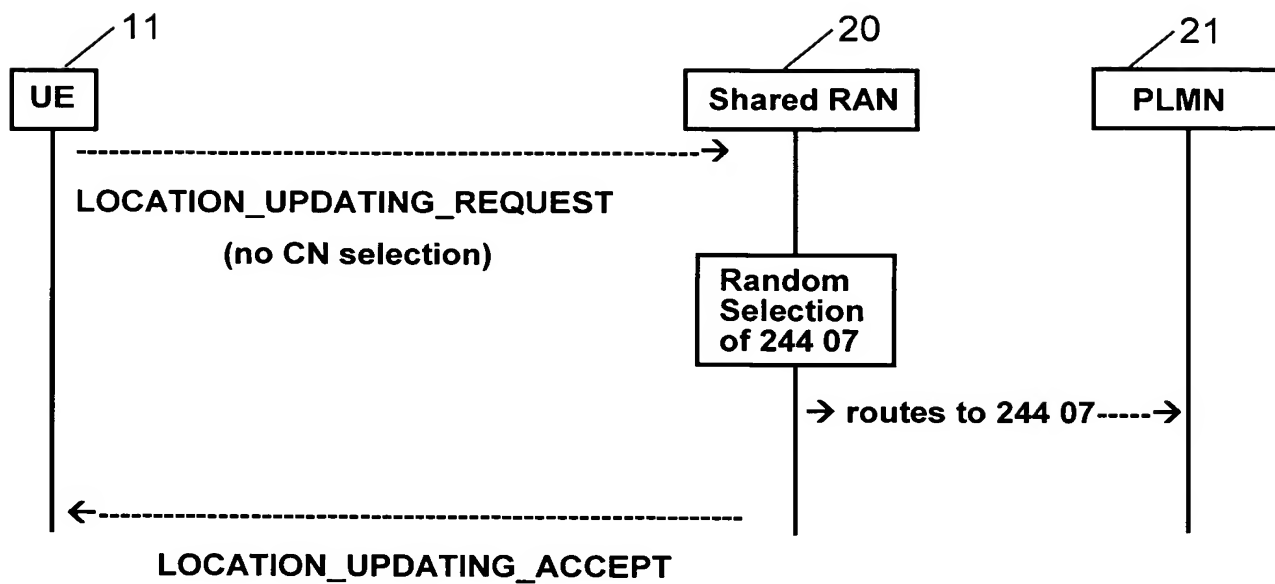 11
20
21
UE
Shared RAN
PLMN
LOCATION_UPDATING_REQUEST
(no CN selection)
Random
Selection
of 244 07
→ routes to 244 07-----→
LOCATION_UPDATING_ACCEPT